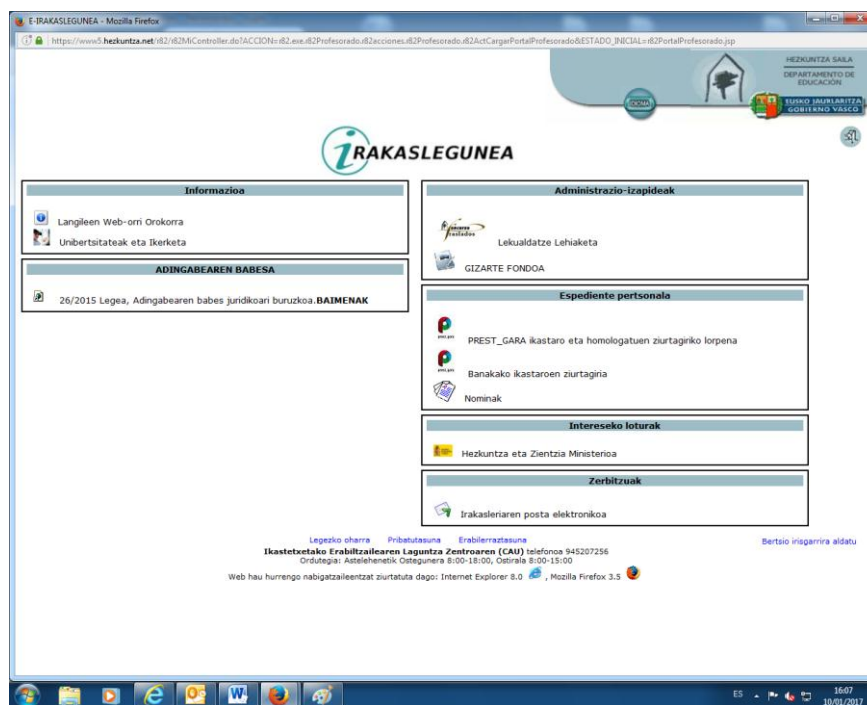 E-IRAKASLEGUNEA - Mozilla Firefox
https://www5.hezkuntza.net/r82/r82MiController.do?ACCION=r82.exe.r82Profesorado.r82acciones.r82Profesorado.r82ActCargarPortalProfesorado&ESTADO_INICIAL=r82PortalProfesorado.jsp
HEZKUNTZA SAILA
DEPARTAMENTO DE
EDUCACIÓN
IDIOMA
EUSKO JAURLARITZA
GOBIERNO VASCO
iRAKASLEGUNEA
Informazioa
Langileen Web-orri Orokorra
Unibertsitateak eta Ikerketa
ADINGABEAREN BABESA
26/2015 Legea, Adingabearen babes juridikoari buruzkoa.BAIMENAK
Administrazio-izapideak
traslados
Lekualdatze Lehiaketa
GIZARTE FONDOA
Espediente pertsonala
PREST_GARA ikastaro eta homologatuen ziurtagiriko lorpena
Banakako ikastaroen ziurtagiria
Nominak
Intereseko loturak
Hezkuntza eta Zientzia Ministerioa
Zerbitzuak
Irakasleriaren posta elektronikoa
Legezko oharra Pribatutasuna Erabilerraztasuna
Bertsio irisgarrira aldatu
Ikastetxetako Erabiltzailearen Laguntza Zentroaren (CAU) telefonoa 945207256
Ordutegia: Astelehenetik Ostegunera 8:00-18:00, Ostirala 8:00-15:00
Web hau hurrengo nabigatzaileentzat ziurtatuta dago: Internet Explorer 8.0 , Mozilla Firefox 3.5
ES
16:07
10/01/2017